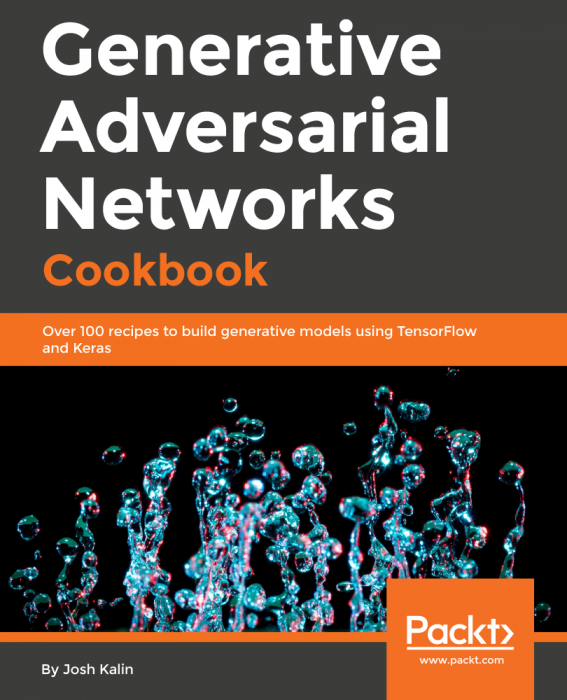 Generative
Adversarial
Networks
Cookbook
Over 100 recipes to build generative models using TensorFlow
and Keras
Packt>
www.packt.com
By Josh Kalin